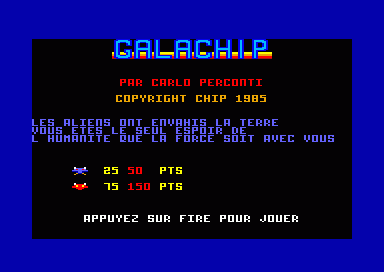 GALACHIP
PAR CARLO PERCONTI
COPYRIGHT CHIP 1985
LES ALIENS ONT ENVAHIS LA TERRE
VOUS ETES LE SEUL ESPOIR DE
L HUMANITE QUE LA FORCE SOIT AVEC VOUS
25 50 PTS
75 150 PTS
APPUYEZ SUR FIRE POUR JOUER